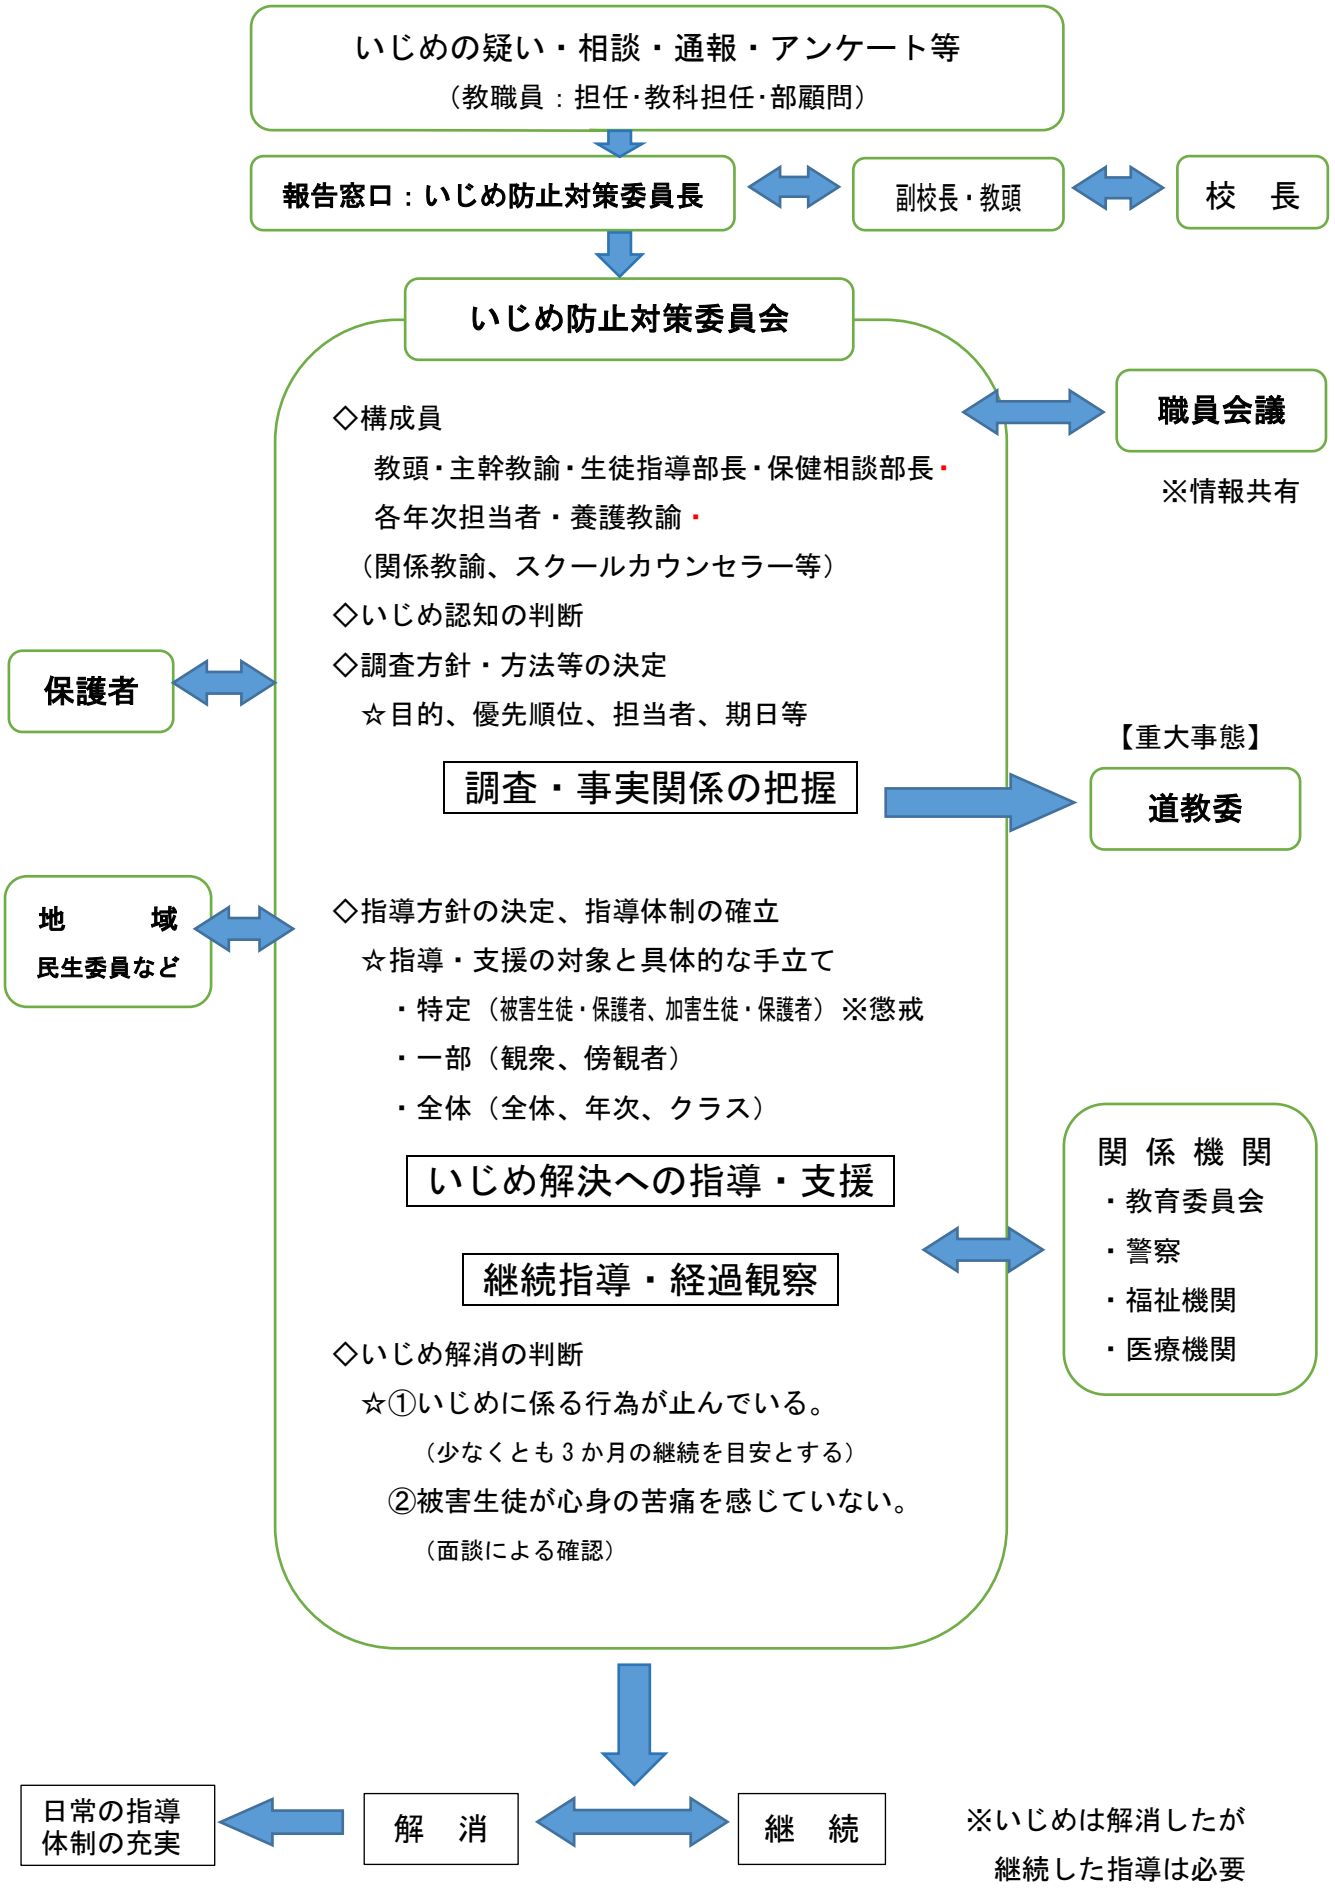 いじめの疑い・相談・通報・アンケート等
（教職員：担任・教科担任・部顧問）
報告窓口：いじめ防止対策委員長
副校長・教頭
校　長
いじめ防止対策委員会
◇構成員
教頭・主幹教諭・生徒指導部長・保健相談部長・
各年次担当者・養護教諭・
（関係教諭、スクールカウンセラー等）
◇いじめ認知の判断
◇調査方針・方法等の決定
☆目的、優先順位、担当者、期日等
調査・事実関係の把握
職員会議
※情報共有
保護者
【重大事態】
道教委
地　　域
民生委員など
◇指導方針の決定、指導体制の確立
☆指導・支援の対象と具体的な手立て
・特定（被害生徒・保護者、加害生徒・保護者）※懲戒
・一部（観衆、傍観者）
・全体（全体、年次、クラス）
いじめ解決への指導・支援
継続指導・経過観察
関係機関
・教育委員会
・警察
・福祉機関
・医療機関
◇いじめ解消の判断
☆①いじめに係る行為が止んでいる。
（少なくとも3か月の継続を目安とする）
②被害生徒が心身の苦痛を感じていない。
（面談による確認）
日常の指導
体制の充実
解　消
継　続
※いじめは解消したが
継続した指導は必要